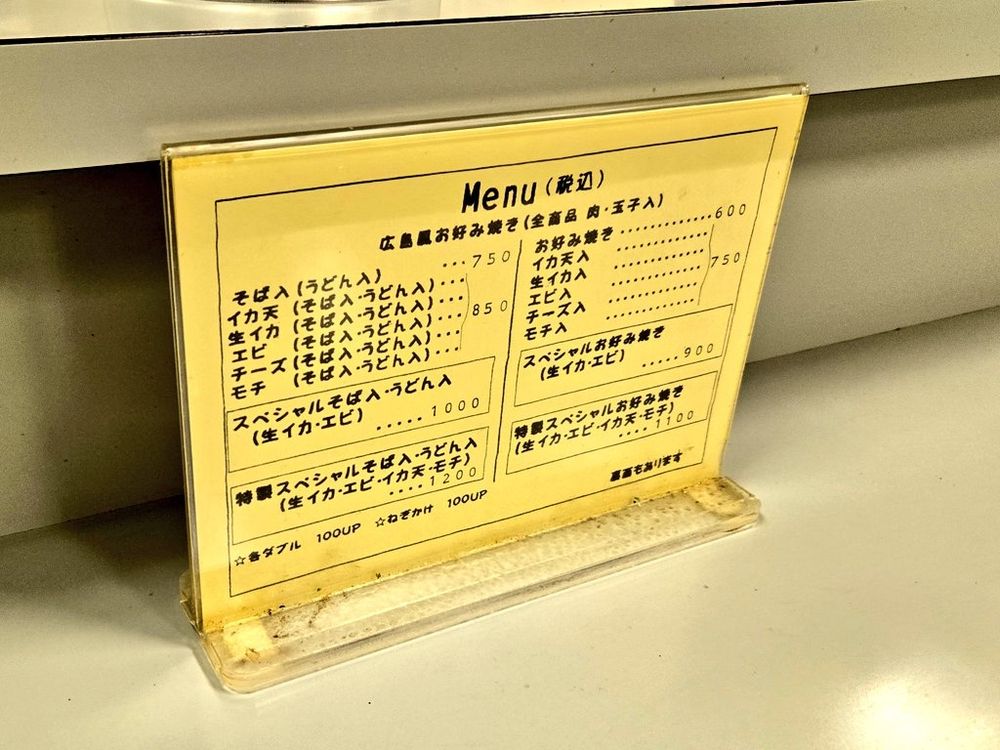 Menu(税込)
広島風お好み焼き(全商品 肉・玉子入)
そば入(うどん入) ...750
イカ天 (そば入・うどん入)...
生イカ (そば入・うどん入)...
エビ (そば入・うどん入)... 850
チーズ(そば入・うどん入)...
モチ (そば入・うどん入)...
スペシャルそば入・うどん入
(生イカ・エビ) .....1000
特製スペシャルそば入・うどん入
(生イカ・エビ・イカ天・モチ)
....1200
☆各ダブル 100UP ☆ねぎかけ 100UP
お好み焼き ............600
イカ天入 ............
生イカ入 ............
エビ入 ............ 750
チーズ入 ............
モチ入 ............
スペシャルお好み焼き
(生イカ・エビ) .....900
特製スペシャルお好み焼き
(生イカ・エビ・イカ天・モチ)
....1100